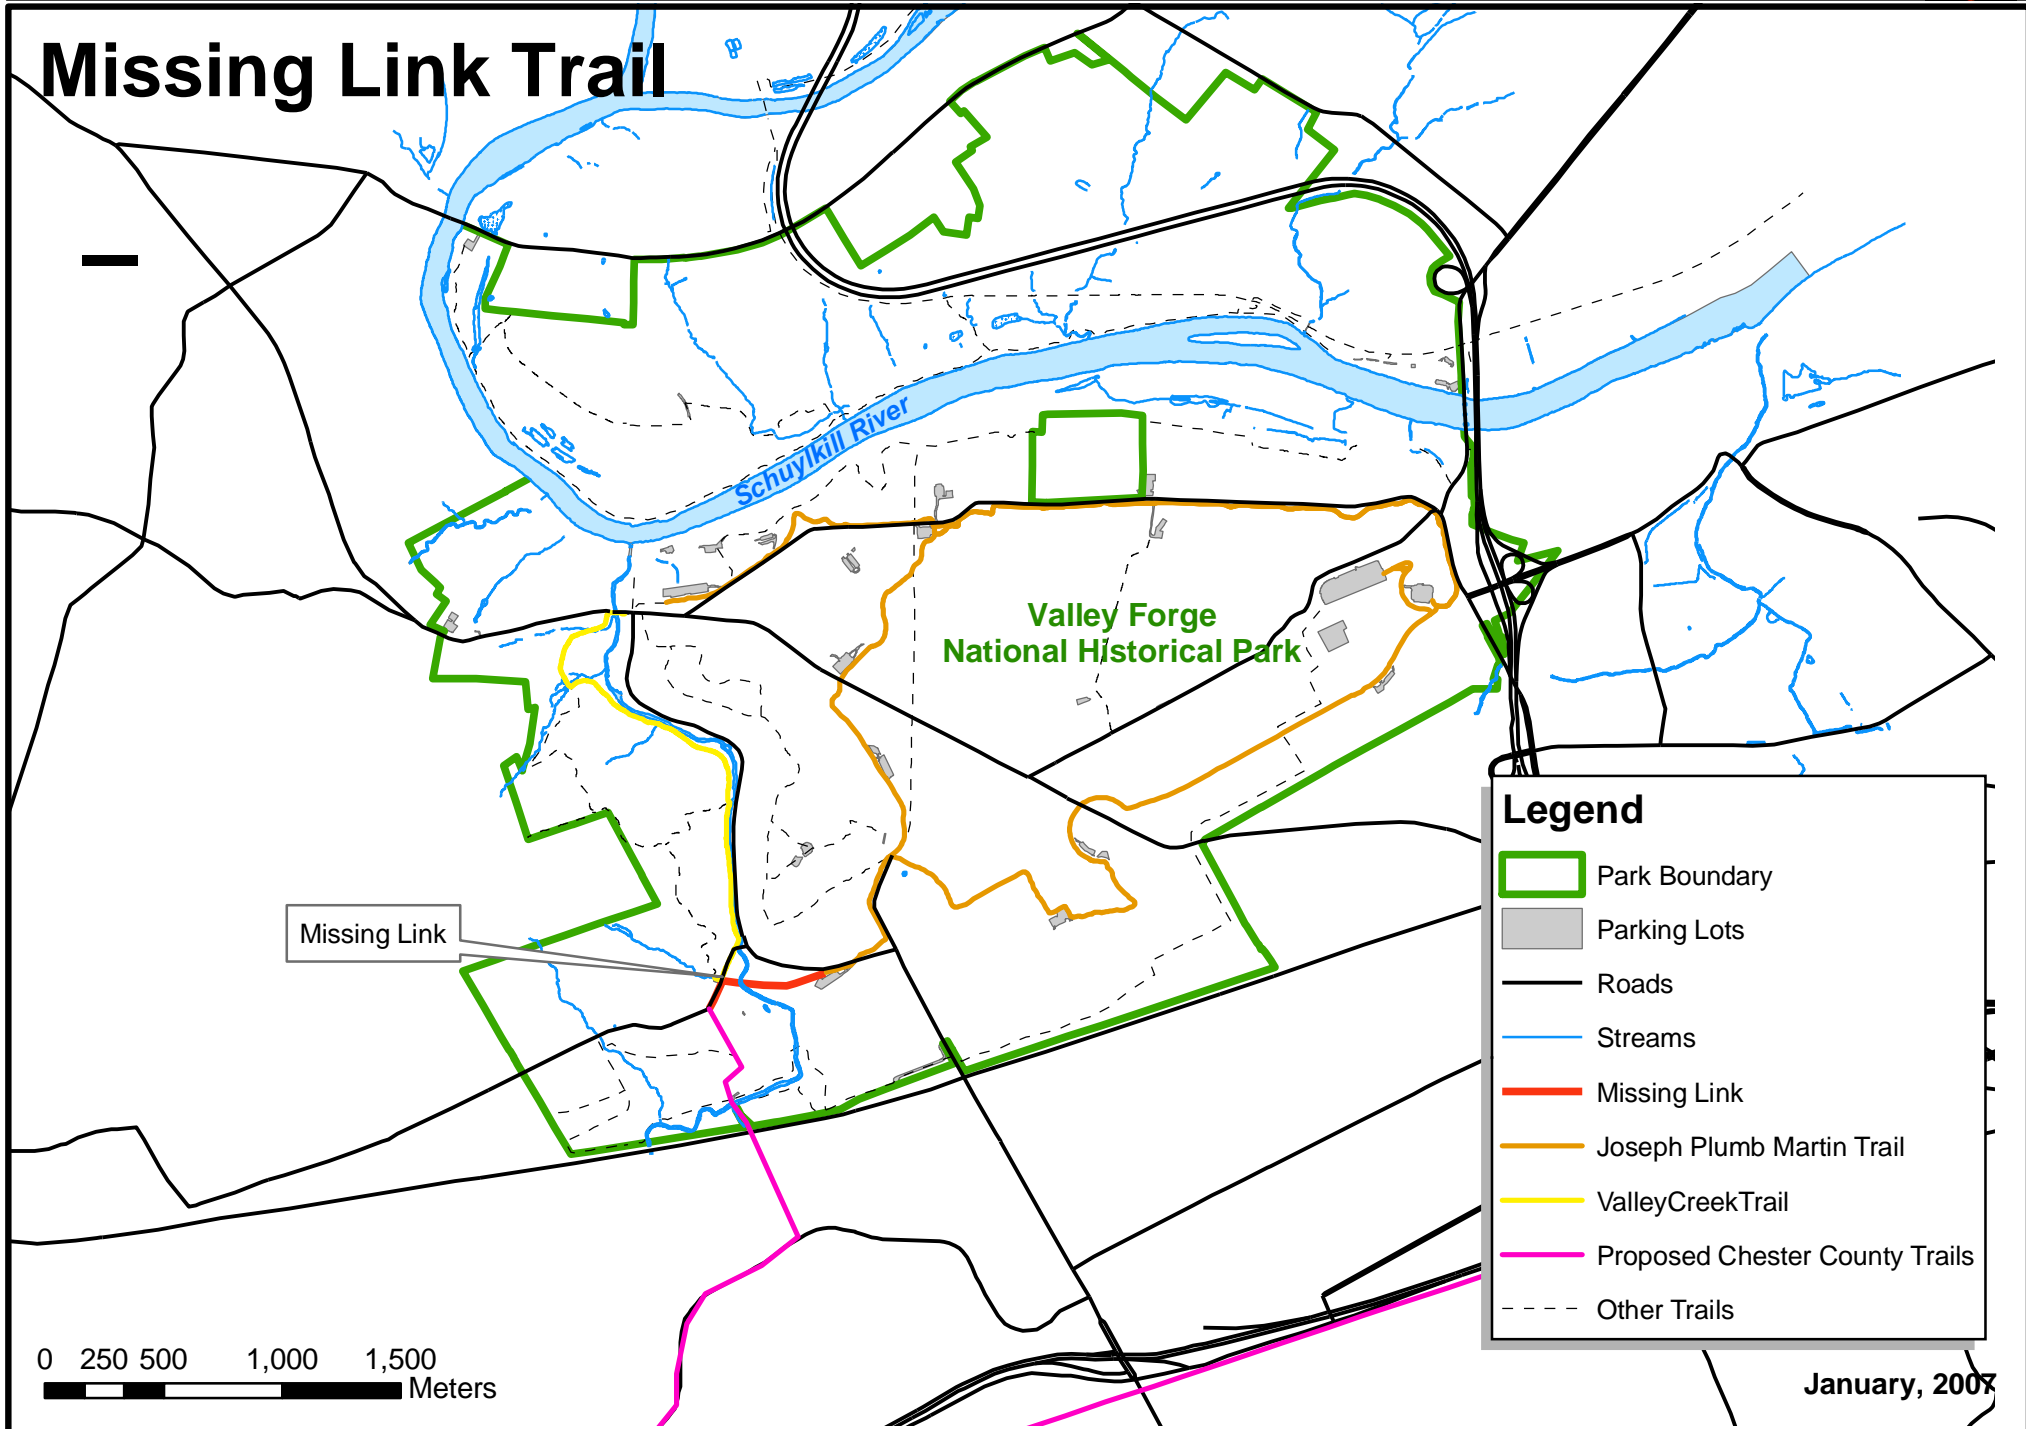 Missing Link Trail
Schuylkill River
Valley Forge
National Historical Park
Missing Link
Legend
Park Boundary
Parking Lots
Roads
Streams
Missing Link
Joseph Plumb Martin Trail
ValleyCreekTrail
Proposed Chester County Trails
Other Trails
0 250 500 1,000 1,500
Meters
January, 2007